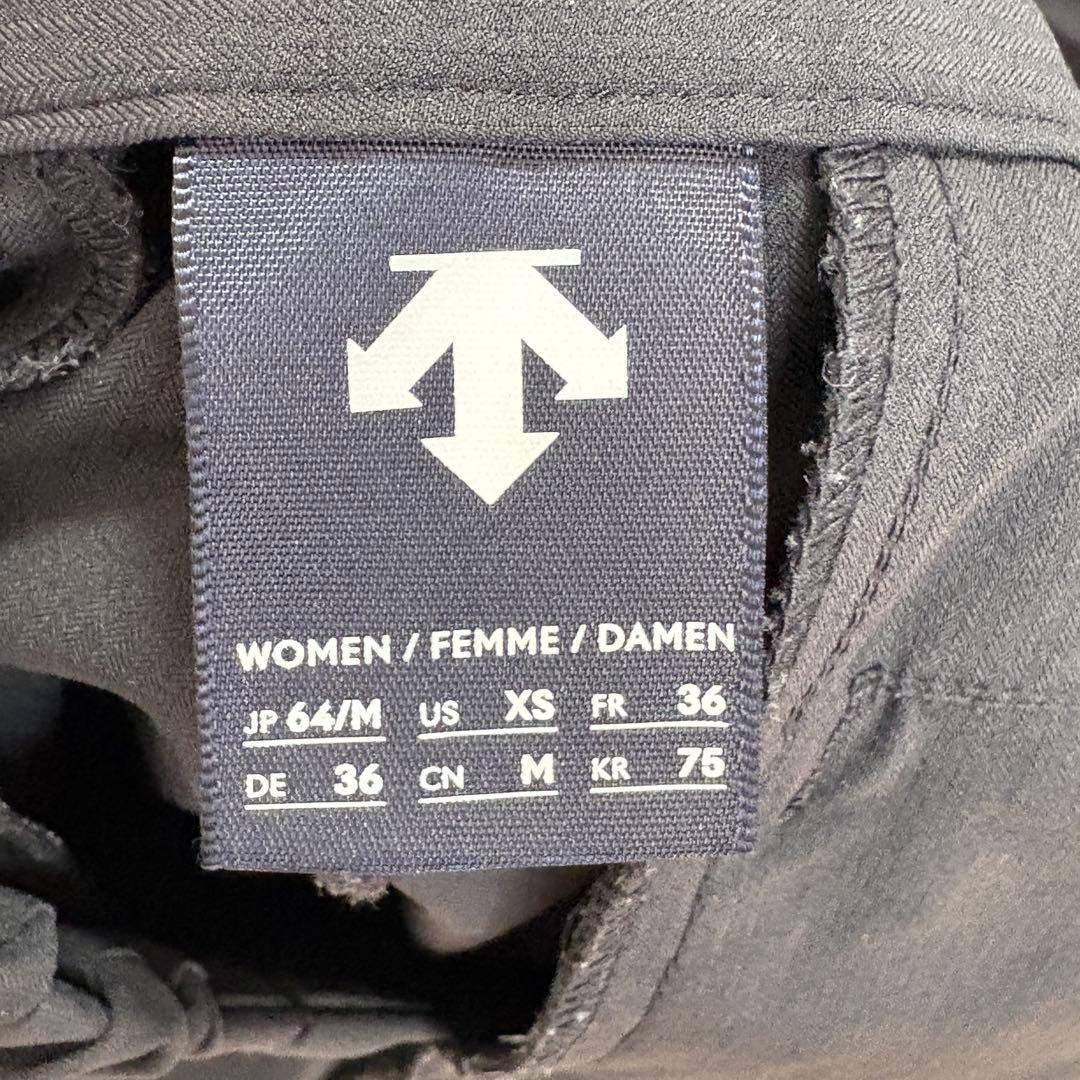 WOMEN / FEMME / DAMEN
JP 64/M US XS FR 36
DE 36 CN M KR 75